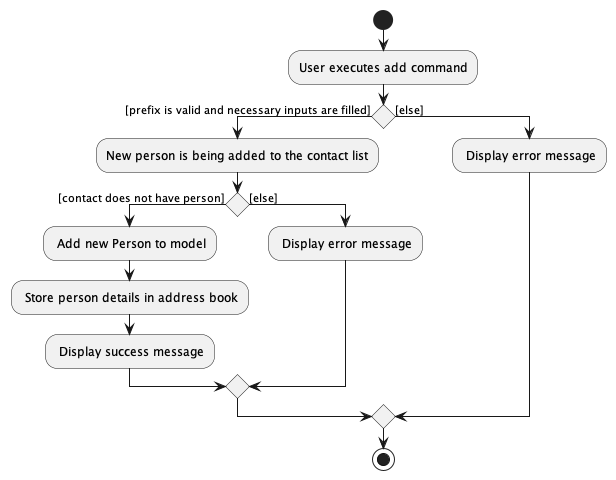 User executes add command
[prefix is valid and necessary inputs are filled]
[else]
New person is being added to the contact list
Display error message
[contact does not have person]
[else]
Add new Person to model
Display error message
Store person details in address book
Display success message